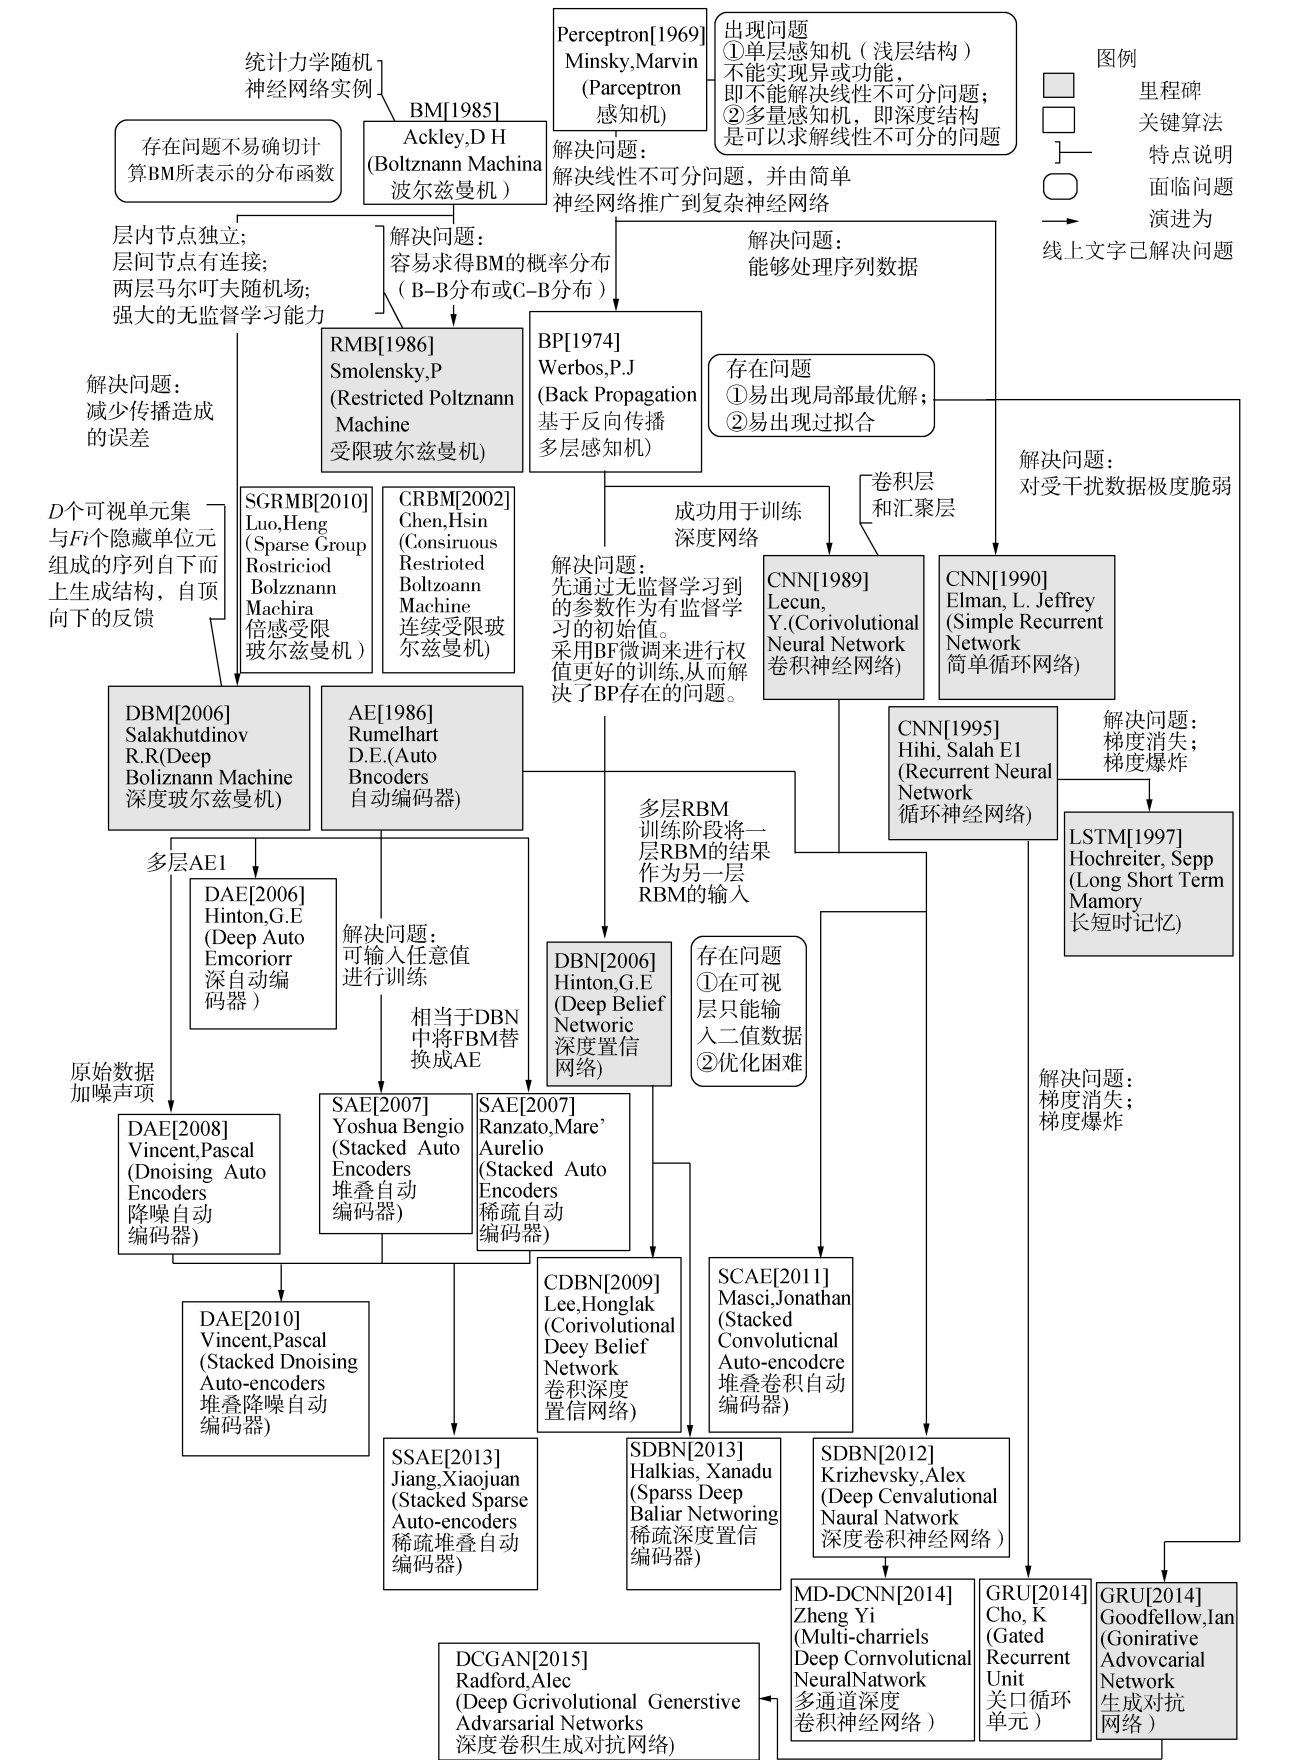 Perceptron[1969]
Minsky,Marvin
(Parceptron
感知机)
出现问题
①单层感知机（浅层结构）
不能实现异或功能，
即不能解决线性不可分问题；
②多量感知机，即深度结构
是可以求解线性不可分的问题
图例
里程碑
关键算法
特点说明
面临问题
演进为
线上文字已解决问题
统计力学随机
神经网络实例
BM[1985]
Ackley,D H
(Boltznann Machina
波尔兹曼机）
存在问题不易确切计
算BM所表示的分布函数
解决问题：
解决线性不可分问题，并由简单
神经网络推广到复杂神经网络
层内节点独立;
层间节点有连接;
两层马尔叮夫随机场;
强大的无监督学习能力
解决问题：
容易求得BM的概率分布
（B-B分布或C-B分布）
解决问题：
能够处理序列数据
RMB[1986]
Smolensky,P
(Restricted Poltznann
Machine
受限玻尔兹曼机)
BP[1974]
Werbos,P.J
(Back Propagation
基于反向传播
多层感知机）
存在问题
①易出现局部最优解；
②易出现过拟合
解决问题：
减少传播造成
的误差
解决问题：
对受干扰数据极度脆弱
D个可视单元集
与Fi个隐藏单位元
组成的序列自下而
上生成结构，自顶
向下的反馈
SGRMB[2010]
Luo,Heng
(Sparse Group
Rostriciod
Bolzznann
Machira
倍感受限
玻尔兹曼机）
CRBM[2002]
Chen,Hsin
(Consiruous
Restrioted
Boltzoann
Machine
连续受限玻
尔兹曼机)
成功用于训练
深度网络
卷积层
和汇聚层
解决问题：
先通过无监督学习到
的参数作为有监督学
习的初始值。
采用BF微调来进行权
值更好的训练,从而解
决了BP存在的问题。
CNN[1989]
Lecun,
Y.(Corivolutional
Neural Network
卷积神经网络)
CNN[1990]
Elman, L. Jeffrey
(Simple Recurrent
Network
简单循环网络)
DBM[2006]
Salakhutdinov
R.R(Deep
Boliznann Machine
深度玻尔兹曼机)
AE[1986]
Rumelhart
D.E.(Auto
Bncoders
自动编码器)
CNN[1995]
Hihi, Salah E1
(Recurrent Neural
Network
循环神经网络)
解决问题：
梯度消失；
梯度爆炸
LSTM[1997]
Hochreiter, Sepp
(Long Short Term
Mamory
长短时记忆)
多层RBM
训练阶段将一
层RBM的结果
作为另一层
RBM的输入
多层AE1
DAE[2006]
Hinton,G.E
(Deep Auto
Emcoriorr
深自动编
码器）
解决问题：
可输入任意值
进行训练
相当于DBN
中将FBM替
换成AE
DBN[2006]
Hinton,G.E
(Deep Belief
Networic
深度置信
网络)
存在问题
①在可视
层只能输
入二值数据
②优化困难
原始数据
加噪声项
解决问题：
梯度消失；
梯度爆炸
DAE[2008]
Vincent,Pascal
(Dnoising Auto
Encoders
降噪自动
编码器)
SAE[2007]
Yoshua Bengio
(Stacked Auto
Encoders
堆叠自动
编码器)
SAE[2007]
Ranzato,Mare’
Aurelio
(Stacked Auto
Encoders
稀疏自动
编码器)
CDBN[2009]
Lee,Honglak
(Corivolutional
Deey Belief
Network
卷积深度
置信网络)
SCAE[2011]
Masci,Jonathan
(Stacked
Convoluticnal
Auto-encodcre
堆叠卷积自动
编码器)
DAE[2010]
Vincent,Pascal
(Stacked Dnoising
Auto-encoders
堆叠降噪自动
编码器)
SSAE[2013]
Jiang,Xiaojuan
(Stacked Sparse
Auto-encoders
稀疏堆叠自动
编码器)
SDBN[2013]
Halkias, Xanadu
(Sparss Deep
Baliar Networing
稀疏深度置信
编码器)
SDBN[2012]
Krizhevsky,Alex
(Deep Cenvalutional
Naural Natwork
深度卷积神经网络）
MD-DCNN[2014]
Zheng Yi
(Multi-charriels
Deep Cornvoluticnal
NeuralNatwork
多通道深度
卷积神经网络）
GRU[2014]
Cho, K
(Gated
Recurrent
Unit
关口循环
单元）
GRU[2014]
Goodfellow,Ian
(Gonirative
Advovcarial
Network
生成对抗
网络）
DCGAN[2015]
Radford,Alec
(Deep Gcrivolutional Generstive
Advarsarial Networks
深度卷积生成对抗网络)